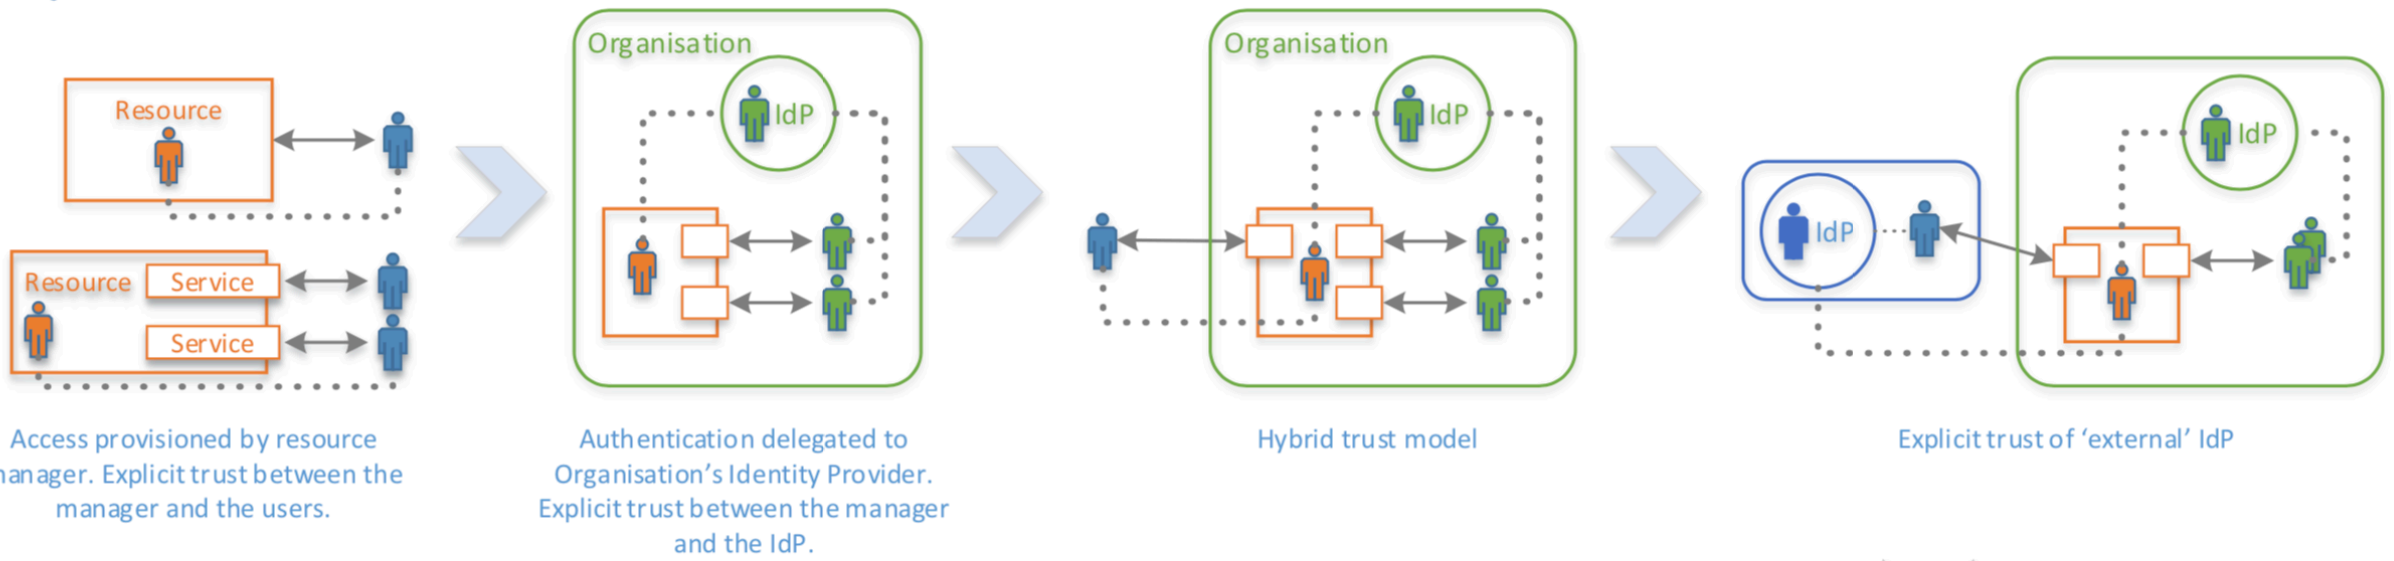 Resource
Resource
Service
Service
Access provisioned by resource
manager. Explicit trust between the
manager and the users.
Organisation
IdP
Authentication delegated to
Organisation's Identity Provider.
Explicit trust between the manager
and the IdP.
Organisation
IdP
Hybrid trust model
IdP
IdP
Explicit trust of ‘external’ IdP